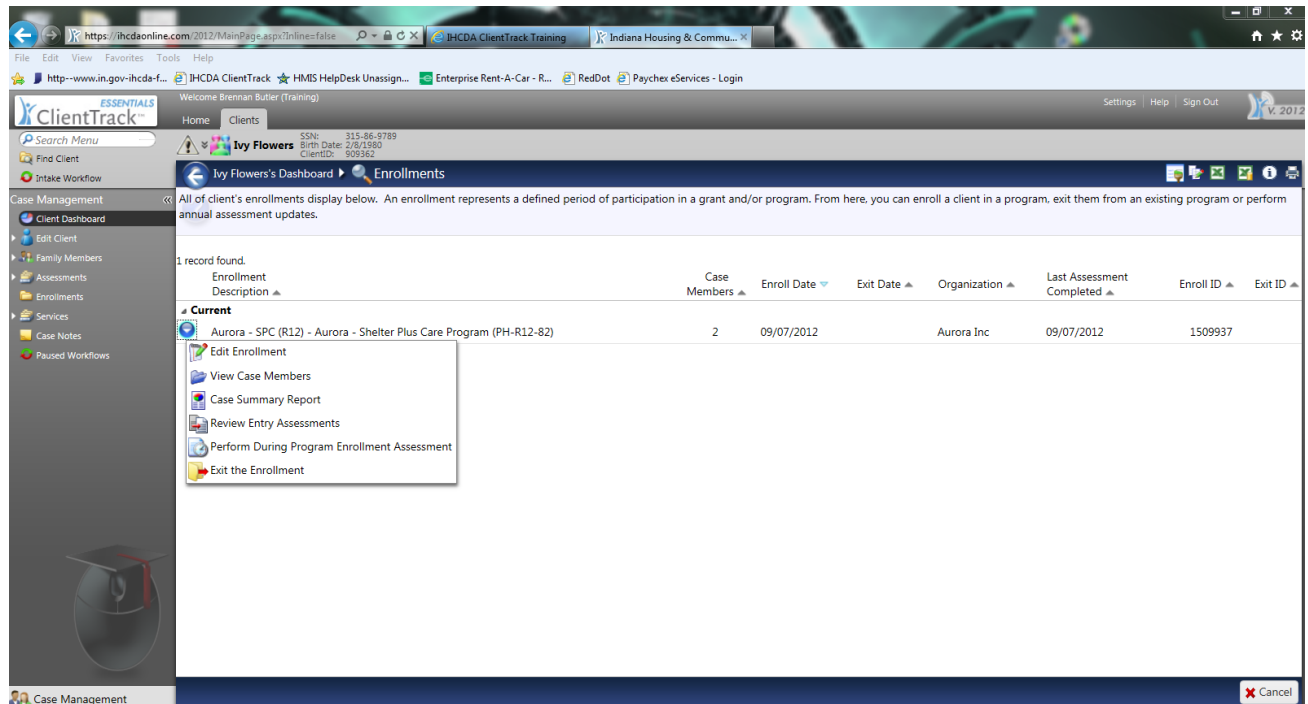 https://ihcdaonline.com/2012/MainPage.aspx?Inline=false
IHCDA ClientTrack Training
Indiana Housing & Commu...
File Edit View Favorites Tools Help
http--www.in.gov-ihcda-f... IHCDA ClientTrack HMIS HelpDesk Unassign... Enterprise Rent-A-Car - R... RedDot Paychex eServices - Login
ESSENTIALS
ClientTrack™
Welcome Brennan Butler (Training)
Settings | Help | Sign Out
V. 2012
Home Clients
Search Menu
Find Client
Intake Workflow
Ivy Flowers
SSN: 315-86-9789
Birth Date: 2/8/1980
ClientID: 909362
Ivy Flowers's Dashboard Enrollments
Case Management
Client Dashboard
Edit Client
Family Members
Assessments
Enrollments
Services
Case Notes
Paused Workflows
All of client's enrollments display below. An enrollment represents a defined period of participation in a grant and/or program. From here, you can enroll a client in a program, exit them from an existing program or perform
annual assessment updates.
1 record found.
Enrollment Description
Case Members
Enroll Date
Exit Date
Organization
Last Assessment Completed
Enroll ID
Exit ID
Current
Aurora - SPC (R12) - Aurora - Shelter Plus Care Program (PH-R12-82) 2 09/07/2012 Aurora Inc 09/07/2012 1509937
Edit Enrollment
View Case Members
Case Summary Report
Review Entry Assessments
Perform During Program Enrollment Assessment
Exit the Enrollment
Case Management
Cancel